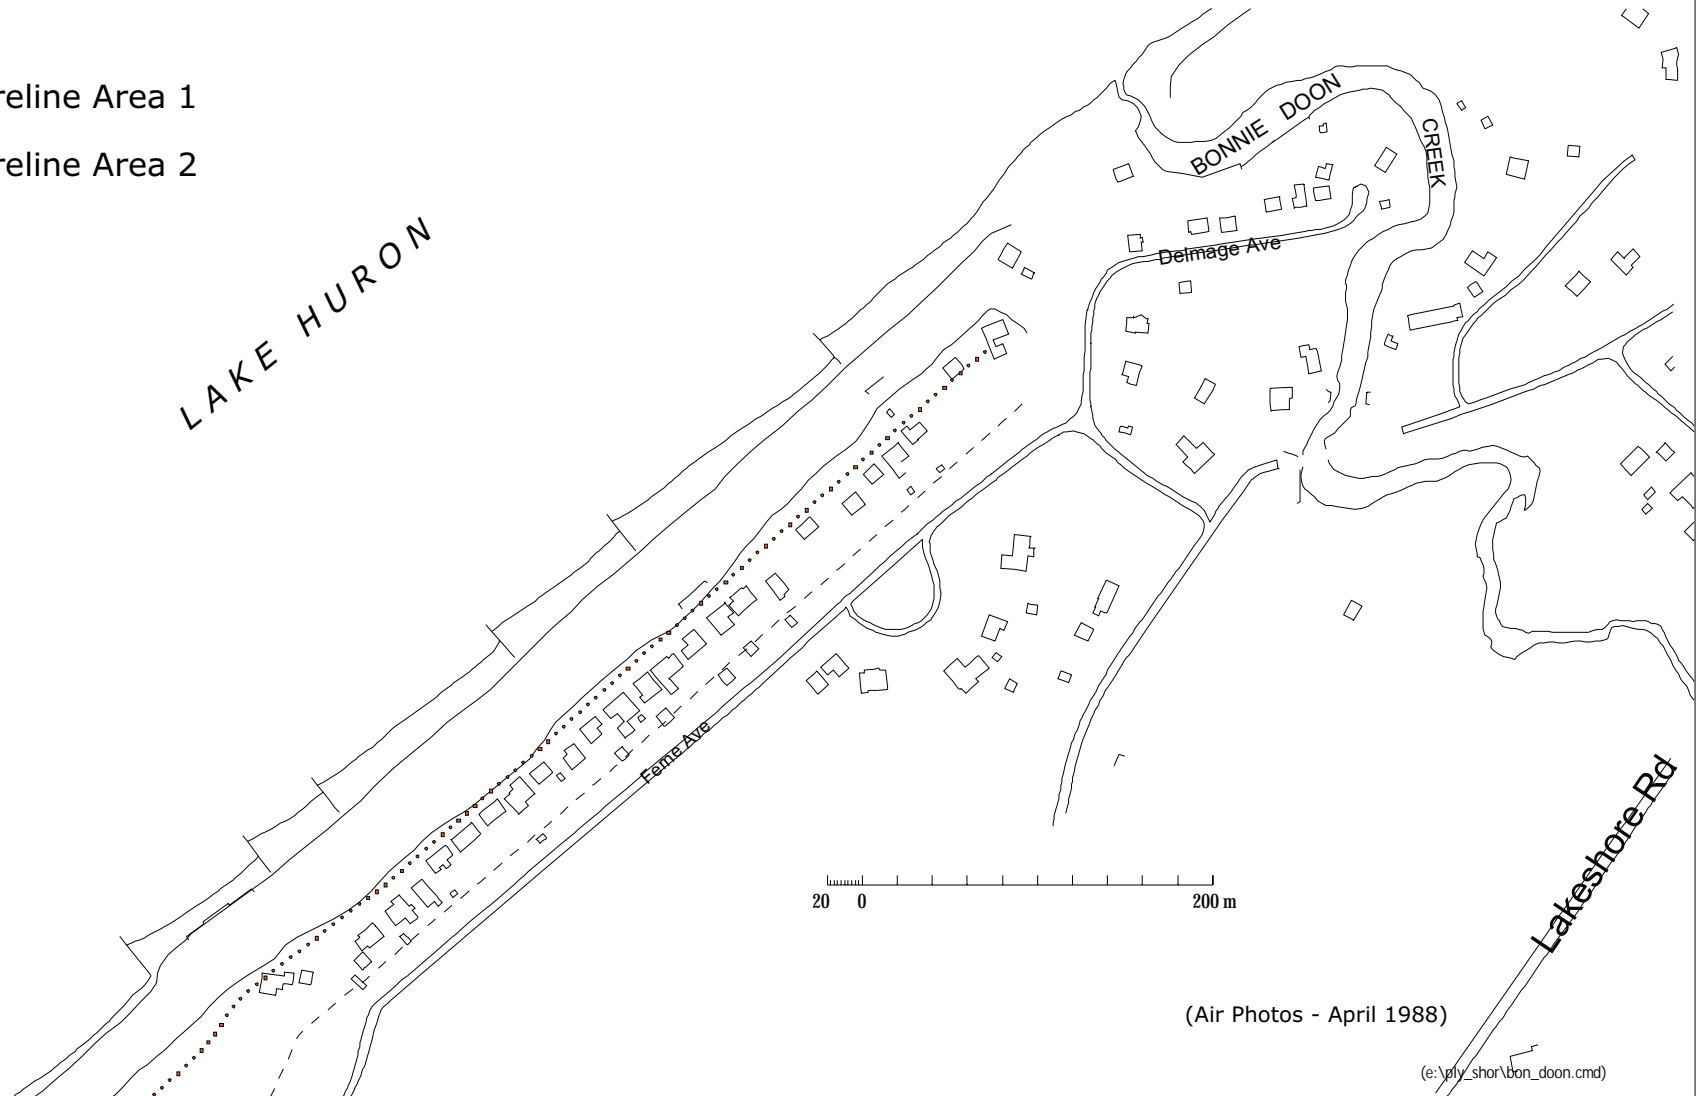 reline Area 1
reline Area 2
LAKE HURON
BONNIE DOON
CREEK
Delmage Ave
Feme Ave
20 0 200 m
Lakeshore Rd
(Air Photos - April 1988)
(e:\ply_shor\bon_doon.cmd)